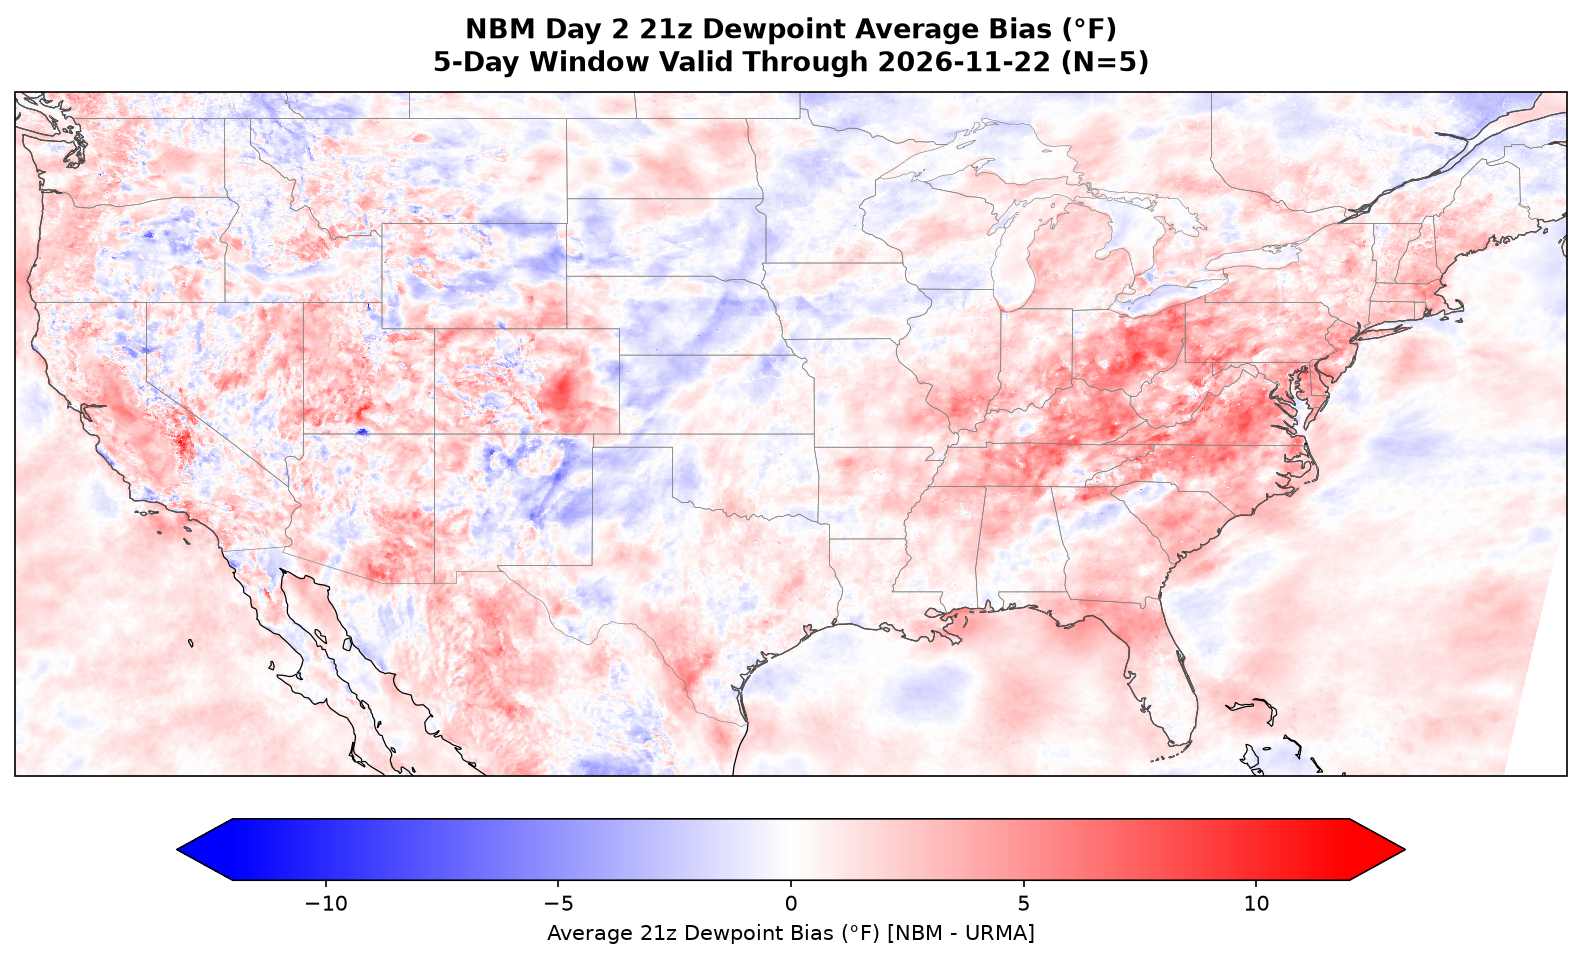 NBM Day 2 21z Dewpoint Average Bias (°F)
5-Day Window Valid Through 2026-11-22 (N=5)
−10 −5 0 5 10
Average 21z Dewpoint Bias (°F) [NBM - URMA]